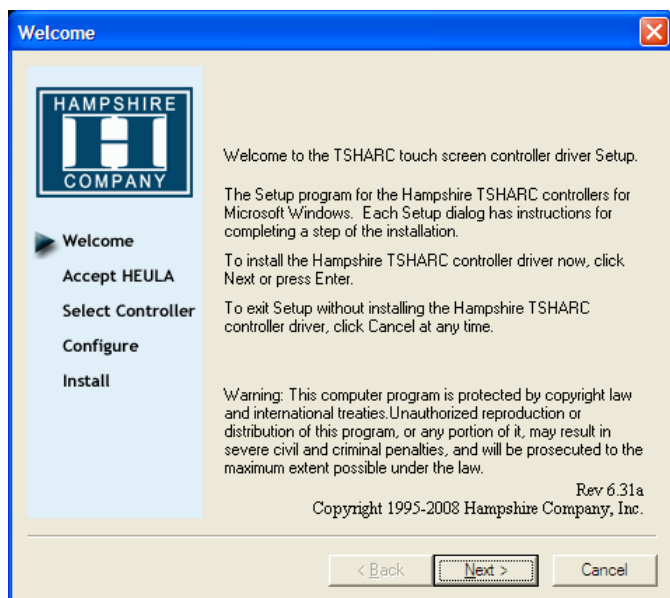 Welcome
HAMPSHIRE
H
COMPANY
Welcome
Accept HEULA
Select Controller
Configure
Install
Welcome to the TSHARC touch screen controller driver Setup.
The Setup program for the Hampshire TSHARC controllers for
Microsoft Windows.  Each Setup dialog has instructions for
completing a step of the installation.
To install the Hampshire TSHARC controller driver now, click
Next or press Enter.
To exit Setup without installing the Hampshire TSHARC
controller driver, click Cancel at any time.
Warning: This computer program is protected by copyright law
and international treaties.Unauthorized reproduction or
distribution of this program, or any portion of it, may result in
severe civil and criminal penalties, and will be prosecuted to the
maximum extent possible under the law.
Rev 6.31a
Copyright 1995-2008 Hampshire Company, Inc.
< Back
Next >
Cancel